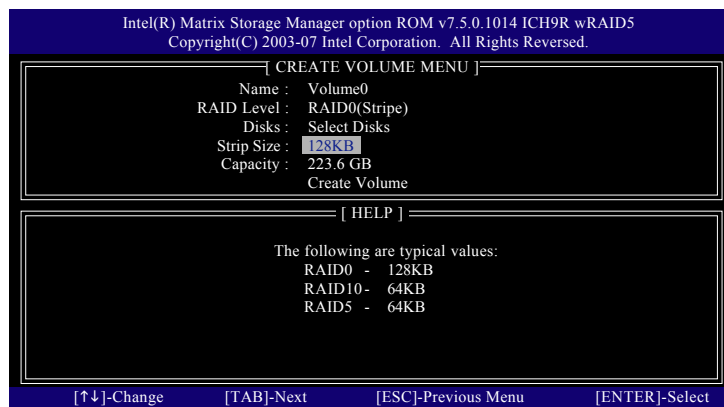 Intel(R) Matrix Storage Manager option ROM v7.5.0.1014 ICH9R wRAID5
Copyright(C) 2003-07 Intel Corporation. All Rights Reversed.
[ CREATE VOLUME MENU ]
Name : Volume0
RAID Level : RAID0(Stripe)
Disks : Select Disks
Strip Size : 128KB
Capacity : 223.6 GB
Create Volume
[ HELP ]
The following are typical values:
RAID0 - 128KB
RAID10 - 64KB
RAID5 - 64KB
[↑↓]-Change [TAB]-Next [ESC]-Previous Menu [ENTER]-Select